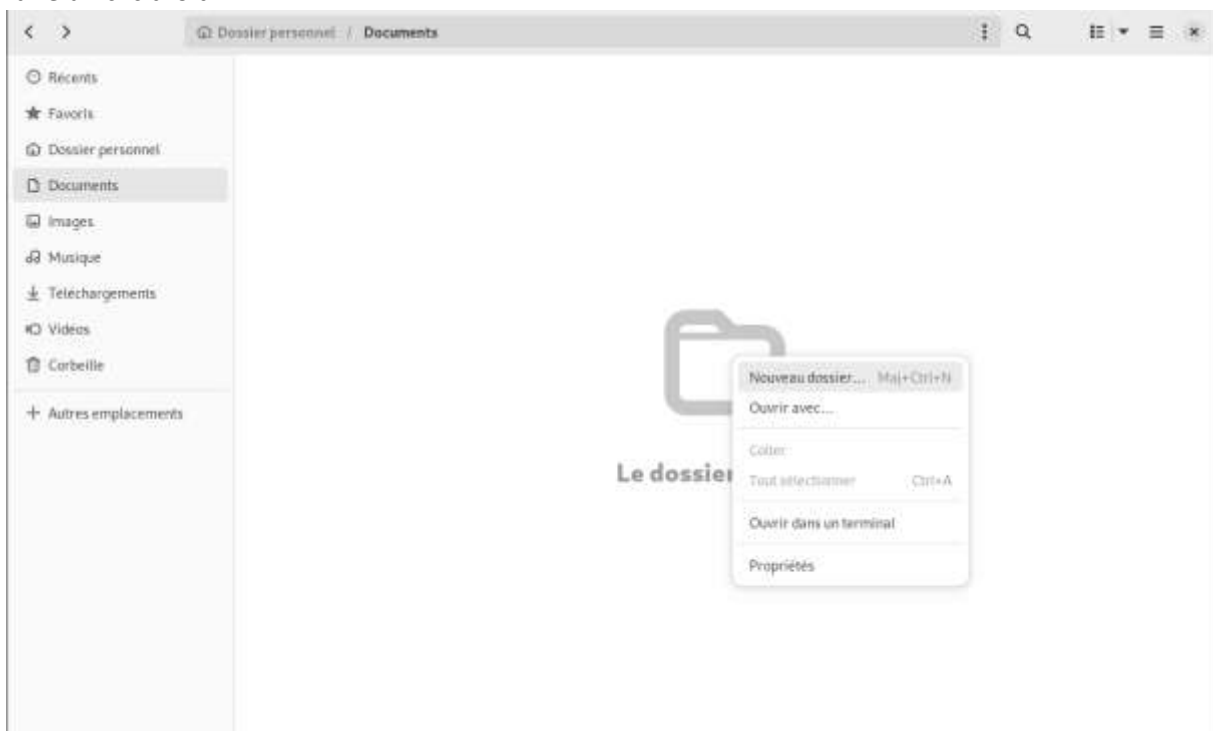 Dossier personnel / Documents
Récents
Favoris
Dossier personnel
Documents
Images
Musique
Téléchargements
Vidéos
Corbeille
Autres emplacements
Le dossier
Nouveau dossier... Maj+Ctrl+N
Ouvrir avec...
Coller
Tout sélectionner Ctrl+A
Ouvrir dans un terminal
Propriétés